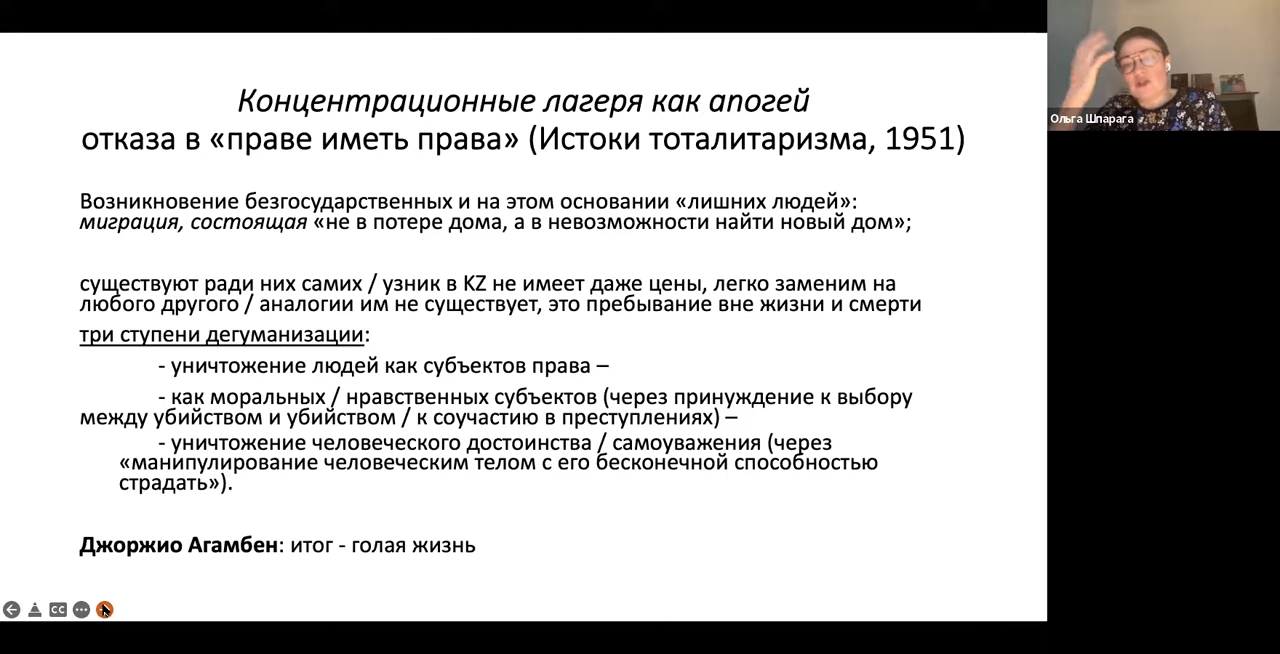 Концентрационные лагеря как апогей
отказа в «праве иметь права» (Истоки тоталитаризма, 1951)
Возникновение безгосударственных и на этом основании «лишних людей»:
миграция, состоящая «не в потере дома, а в невозможности найти новый дом»;
существуют ради них самих / узник в KZ не имеет даже цены, легко заменим на
любого другого / аналогии им не существует, это пребывание вне жизни и смерти
три ступени дегуманизации:
- уничтожение людей как субъектов права –
- как моральных / нравственных субъектов (через принуждение к выбору
между убийством и убийством / к соучастию в преступлениях) –
- уничтожение человеческого достоинства / самоуважения (через
«манипулирование человеческим телом с его бесконечной способностью
страдать»).
Джоржио Агамбен: итог - голая жизнь
CC
Ольга Шпарага